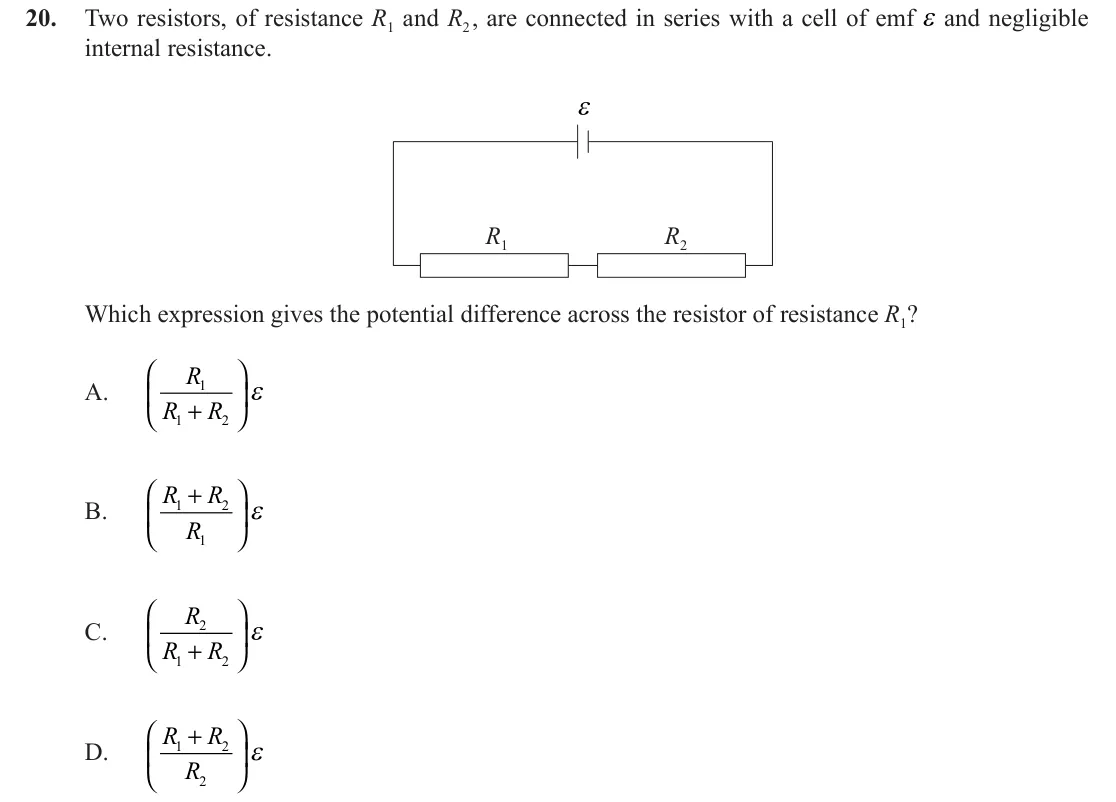 20. Two resistors, of resistance R₁ and R₂, are connected in series with a cell of emf ε and negligible
internal resistance.
ε
R₁ R₂
Which expression gives the potential difference across the resistor of resistance R₁?
A. (R₁ / (R₁ + R₂)) ε
B. ((R₁ + R₂) / R₁) ε
C. (R₂ / (R₁ + R₂)) ε
D. ((R₁ + R₂) / R₂) ε